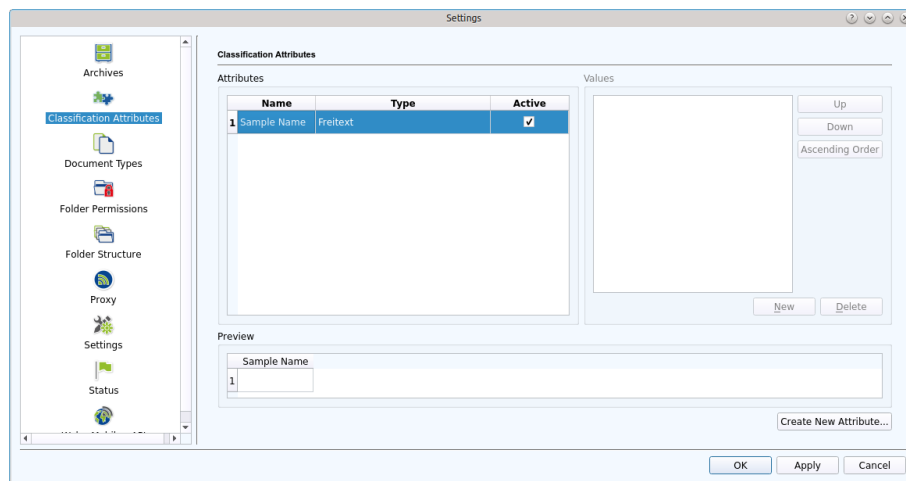 Settings
Archives
Classification Attributes
Document Types
Folder Permissions
Folder Structure
Proxy
Settings
Status
Classification Attributes
Attributes
Name Type Active
1 Sample Name Freitext
Values
Up
Down
Ascending Order
New Delete
Preview
Sample Name
1
Create New Attribute...
OK Apply Cancel